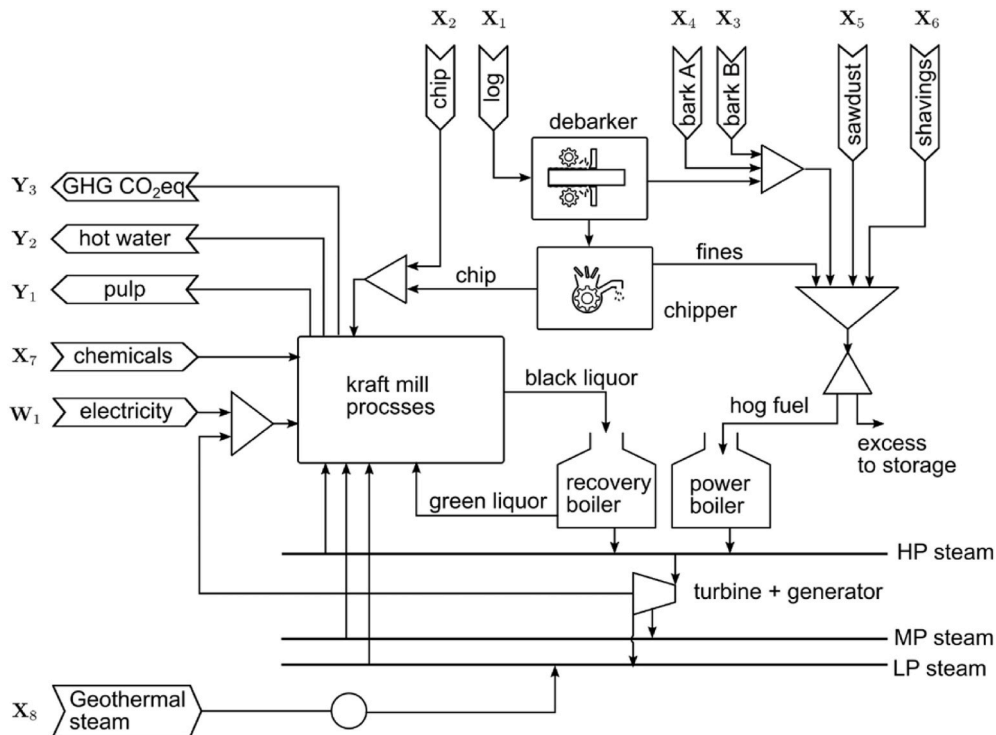 X₂ X₁ X₄ X₃ X₅ X₆
chip
log
bark A
bark B
sawdust
shavings
debarker
Y₃ GHG CO₂eq
Y₂ hot water
Y₁ pulp
chip
fines
chipper
X₇ chemicals
W₁ electricity
kraft mill
procsses
black liquor
hog fuel
excess
to storage
green liquor
recovery
boiler
power
boiler
HP steam
turbine + generator
MP steam
LP steam
X₈ Geothermal
steam